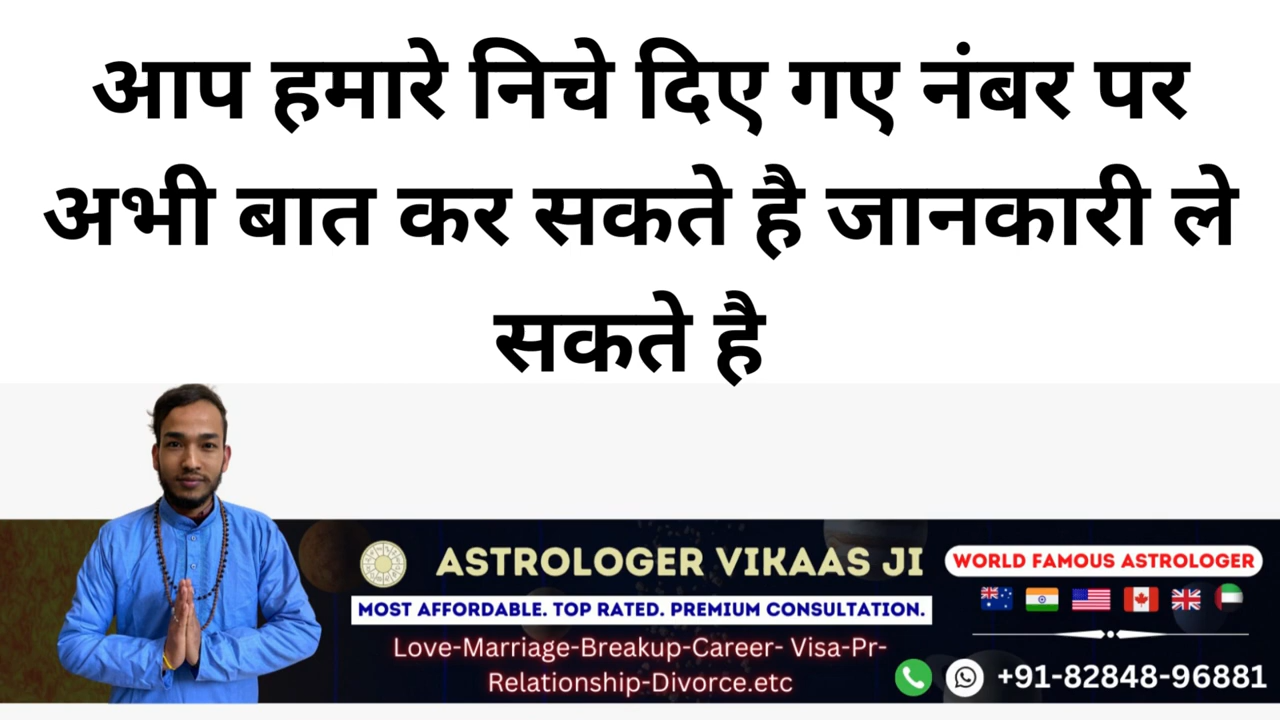 आप हमारे निचे दिए गए नंबर पर
अभी बात कर सकते है जानकारी ले
सकते है
ASTROLOGER VIKAAS JI
MOST AFFORDABLE. TOP RATED. PREMIUM CONSULTATION.
Love-Marriage-Breakup-Career- Visa-Pr-
Relationship-Divorce.etc
WORLD FAMOUS ASTROLOGER
+91-82848-96881